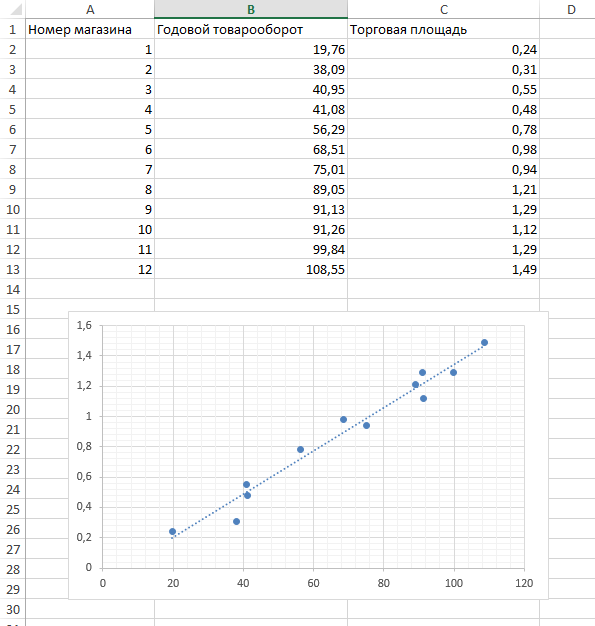 A B C D
1 Номер магазина Годовой товарооборот Торговая площадь
2 1 19,76 0,24
3 2 38,09 0,31
4 3 40,95 0,55
5 4 41,08 0,48
6 5 56,29 0,78
7 6 68,51 0,98
8 7 75,01 0,94
9 8 89,05 1,21
10 9 91,13 1,29
11 10 91,26 1,12
12 11 99,84 1,29
13 12 108,55 1,49
14
15
16 1,6
17
18 1,4
19 1,2
20
21 1
22 0,8
23
24 0,6
25
26 0,4
27 0,2
28
29 0
0 20 40 60 80 100 120
30